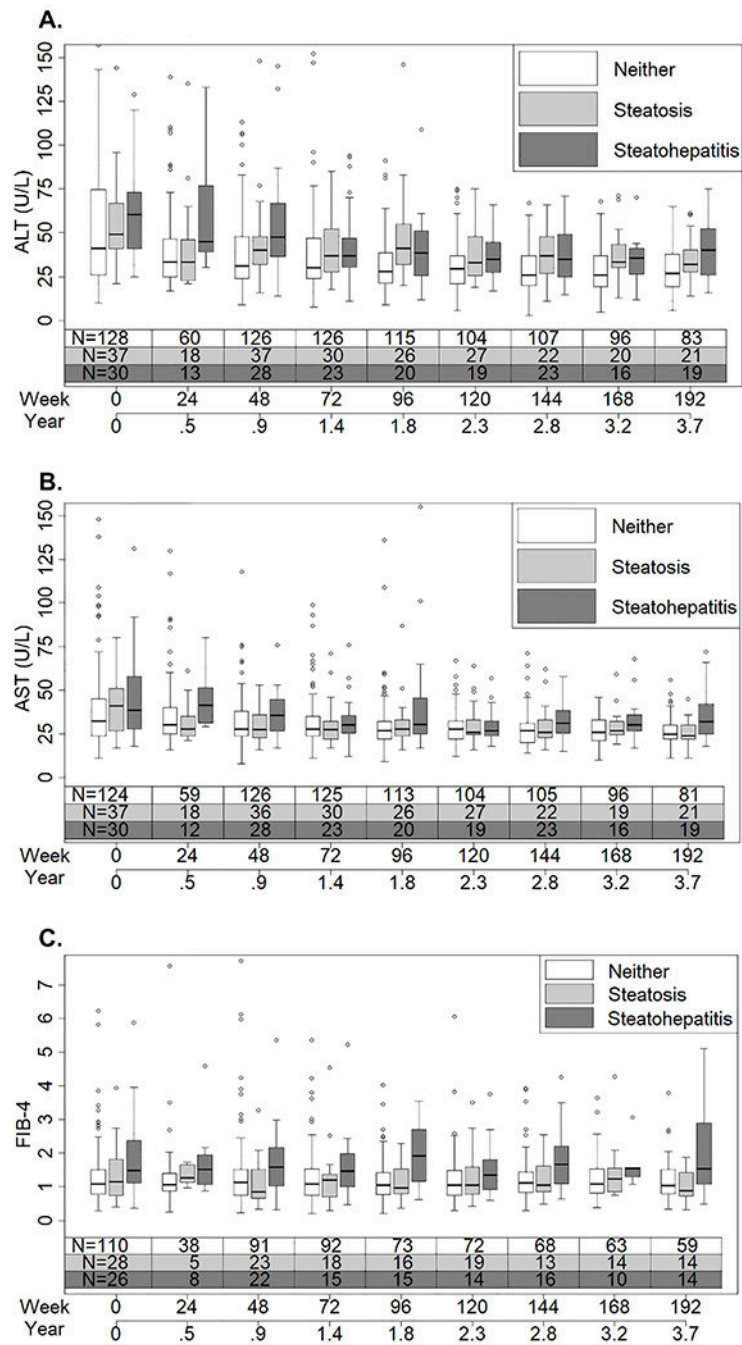 A.
150
125
100
75
50
25
0
ALT (U/L)
Neither
Steatosis
Steatohepatitis
N=128 60 126 126 115 104 107 96 83
N=37 18 37 30 26 27 22 20 21
N=30 13 28 23 20 19 23 16 19
Week 0 24 48 72 96 120 144 168 192
Year 0 .5 .9 1.4 1.8 2.3 2.8 3.2 3.7
B.
150
125
100
75
50
25
0
AST (U/L)
Neither
Steatosis
Steatohepatitis
N=124 59 126 125 113 104 105 96 81
N=37 18 36 30 26 27 22 19 21
N=30 12 28 23 20 19 23 16 19
Week 0 24 48 72 96 120 144 168 192
Year 0 .5 .9 1.4 1.8 2.3 2.8 3.2 3.7
C.
7
6
5
4
3
2
1
0
FIB-4
Neither
Steatosis
Steatohepatitis
N=110 38 91 92 73 72 68 63 59
N=28 5 23 18 16 19 13 14 14
N=26 8 22 15 15 14 16 10 14
Week 0 24 48 72 96 120 144 168 192
Year 0 .5 .9 1.4 1.8 2.3 2.8 3.2 3.7